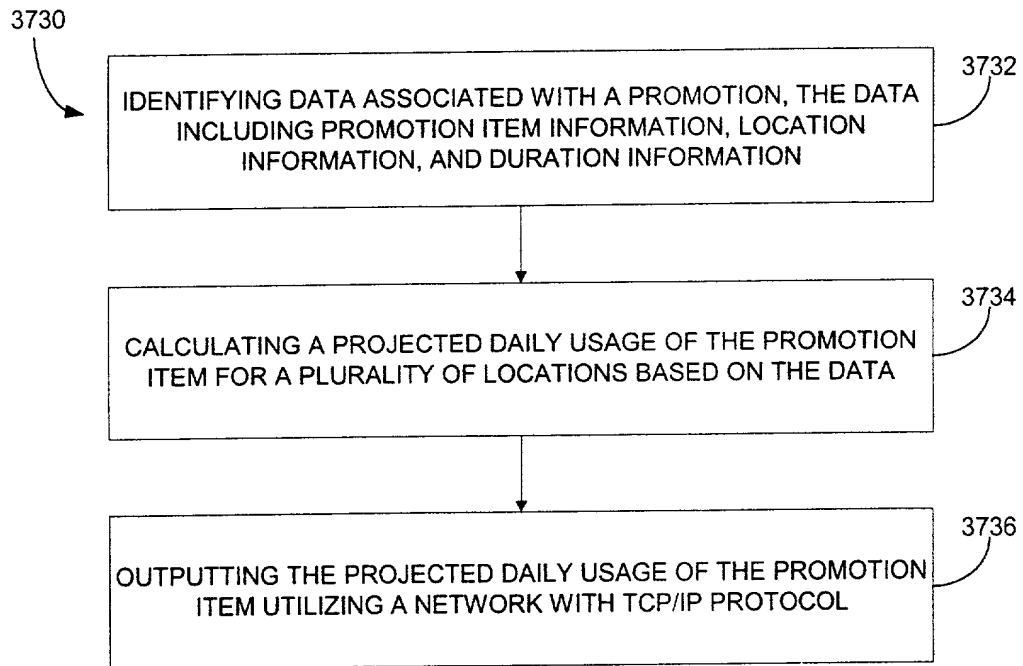 3730
3732
IDENTIFYING DATA ASSOCIATED WITH A PROMOTION, THE DATA
INCLUDING PROMOTION ITEM INFORMATION, LOCATION
INFORMATION, AND DURATION INFORMATION
3734
CALCULATING A PROJECTED DAILY USAGE OF THE PROMOTION
ITEM FOR A PLURALITY OF LOCATIONS BASED ON THE DATA
3736
OUTPUTTING THE PROJECTED DAILY USAGE OF THE PROMOTION
ITEM UTILIZING A NETWORK WITH TCP/IP PROTOCOL